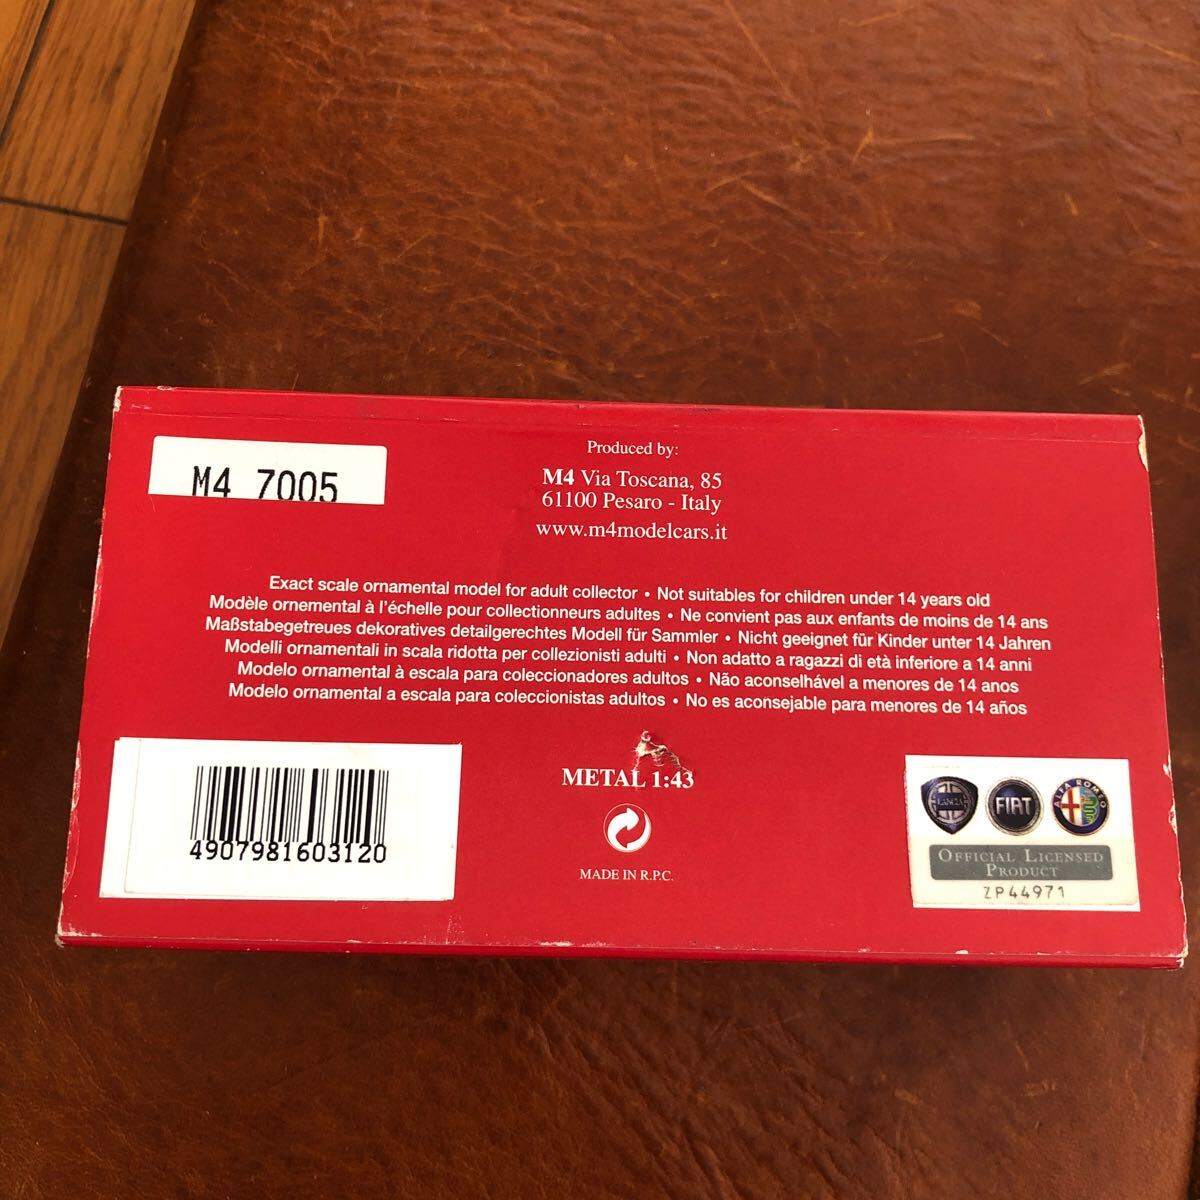 M4 7005
Produced by:
M4 Via Toscana, 85
61100 Pesaro - Italy
www.m4modelcars.it
Exact scale ornamental model for adult collector • Not suitables for children under 14 years old
Modèle ornemental à l'échelle pour collectionneurs adultes • Ne convient pas aux enfants de moins de 14 ans
Maßstabegetreues dekoratives detailgerechtes Modell für Sammler • Nicht geeignet für Kinder unter 14 Jahren
Modelli ornamentali in scala ridotta per collezionisti adulti • Non adatto a ragazzi di età inferiore a 14 anni
Modelo ornamental à escala para coleccionadores adultos • Não aconselhável a menores de 14 anos
Modelo ornamental a escala para coleccionistas adultos • No es aconsejable para menores de 14 años
METAL 1:43
MADE IN R.P.C.
4907981603120
LANCIA
FIAT
ALFA ROMEO
OFFICIAL LICENSED
PRODUCT
ZP44971